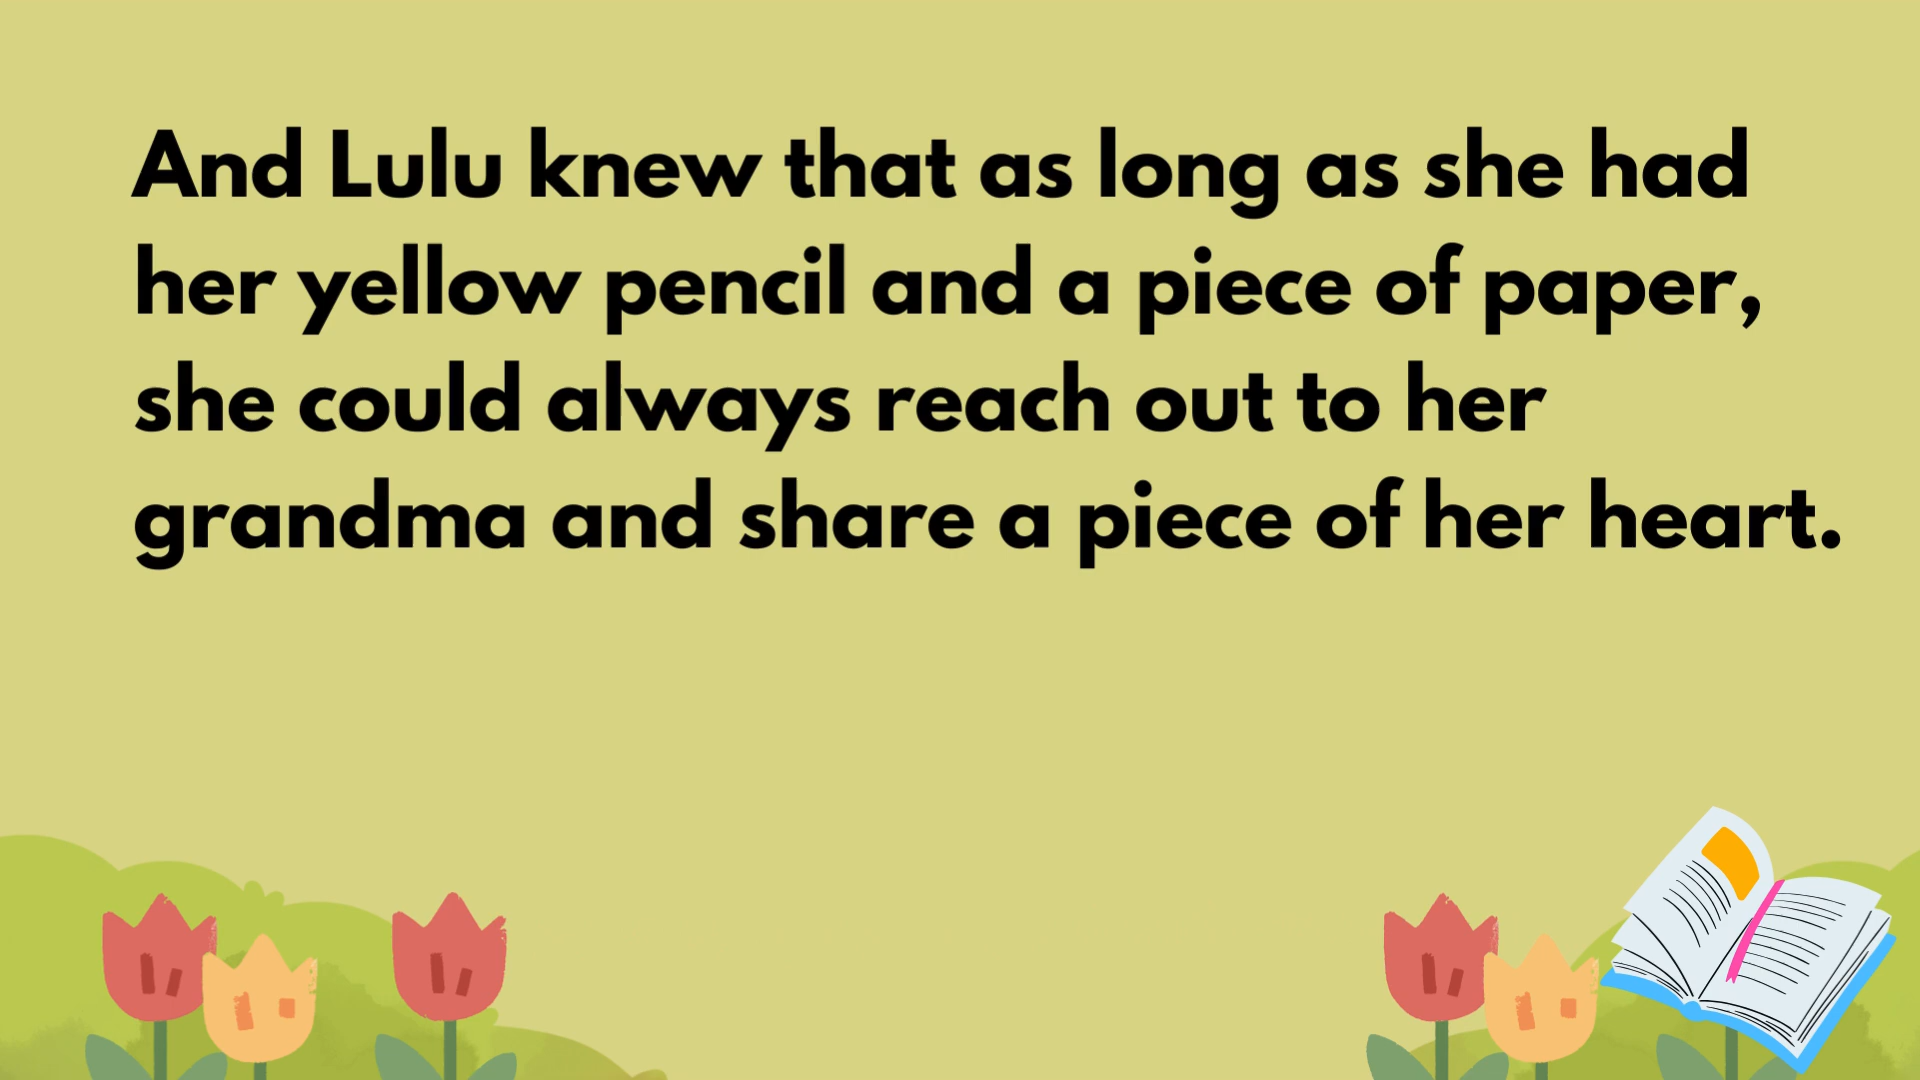 And Lulu knew that as long as she had
her yellow pencil and a piece of paper,
she could always reach out to her
grandma and share a piece of her heart.